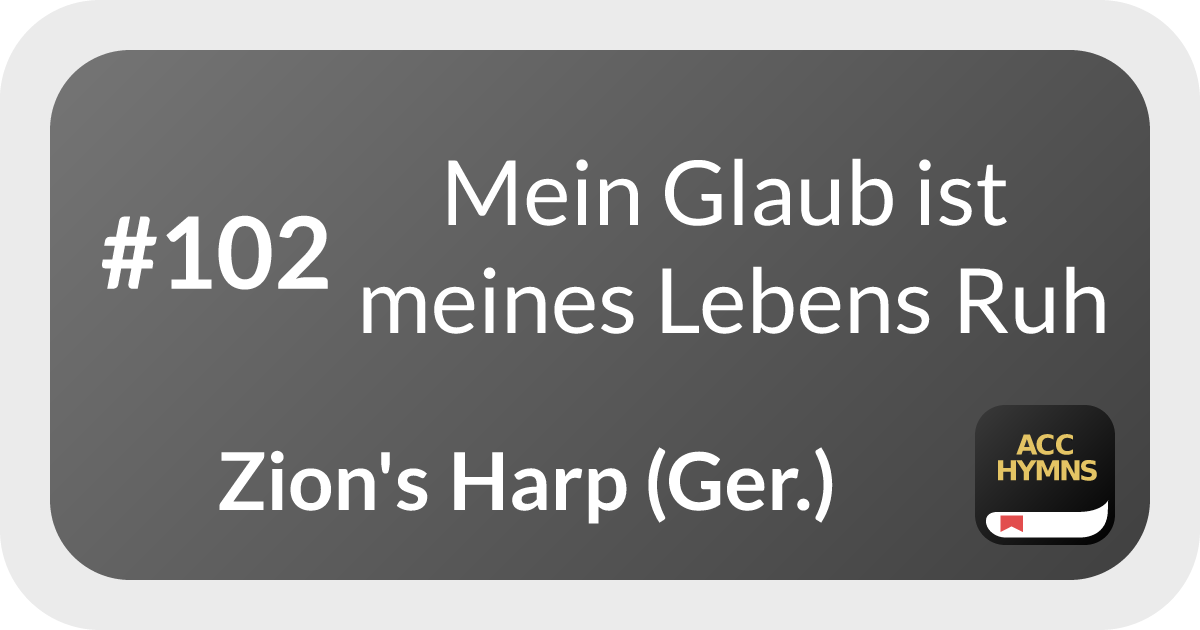 #102
Mein Glaub ist
meines Lebens Ruh
Zion's Harp (Ger.)
ACC
HYMNS